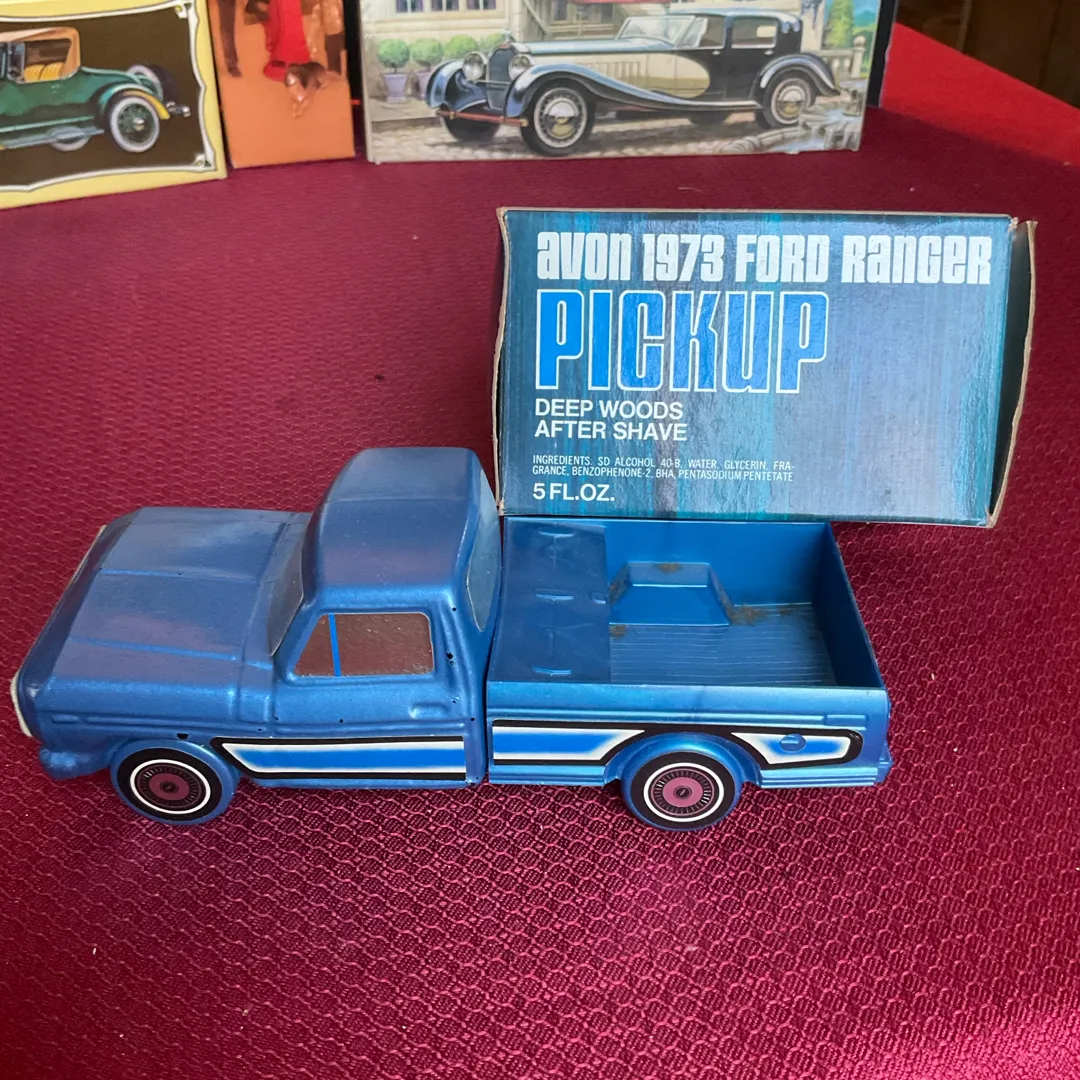 avon 1973 FORD RanGER
PICKUP
DEEP WOODS
AFTER SHAVE
INGREDIENTS: SD ALCOHOL 40-B, WATER, GLYCERIN, FRA-
GRANCE, BENZOPHENONE-2, BHA, PENTASODIUM PENTETATE
5 FL.OZ.